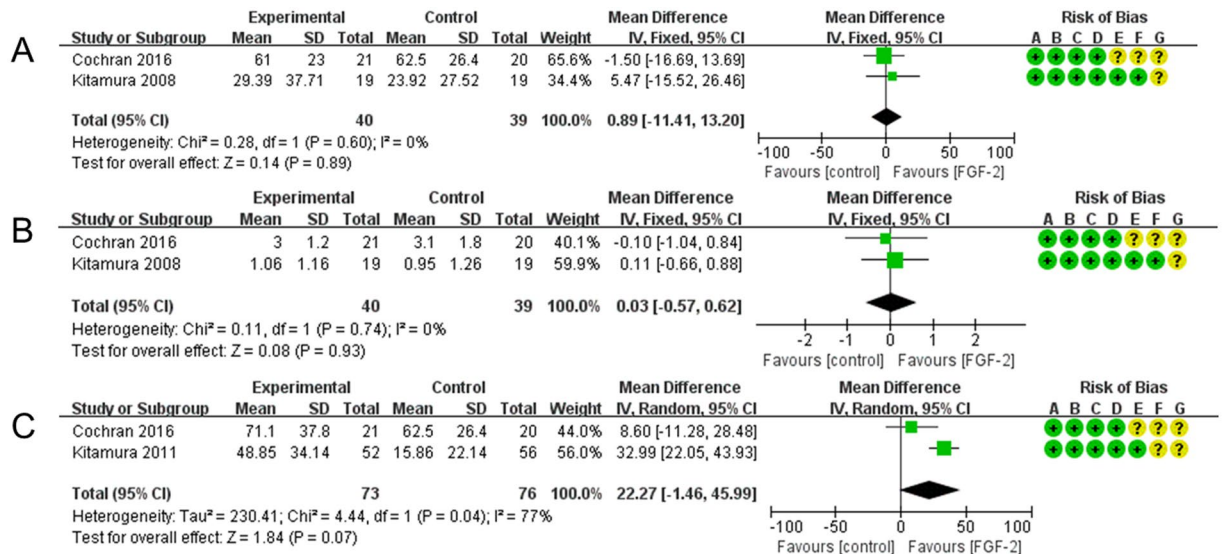 A
Experimental Control Mean Difference Mean Difference Risk of Bias
Study or Subgroup Mean SD Total Mean SD Total Weight IV, Fixed, 95% CI IV, Fixed, 95% CI A B C D E F G
Cochran 2016 61 23 21 62.5 26.4 20 65.6% -1.50 [-16.69, 13.69] + + + + ? ? ?
Kitamura 2008 29.39 37.71 19 23.92 27.52 19 34.4% 5.47 [-15.52, 26.46] + + + + + + ?
Total (95% CI) 40 39 100.0% 0.89 [-11.41, 13.20]
Heterogeneity: Chi² = 0.28, df = 1 (P = 0.60); I² = 0%
Test for overall effect: Z = 0.14 (P = 0.89)
-100 -50 0 50 100
Favours [control] Favours [FGF-2]
B
Experimental Control Mean Difference Mean Difference Risk of Bias
Study or Subgroup Mean SD Total Mean SD Total Weight IV, Fixed, 95% CI IV, Fixed, 95% CI A B C D E F G
Cochran 2016 3 1.2 21 3.1 1.8 20 40.1% -0.10 [-1.04, 0.84] + + + + ? ? ?
Kitamura 2008 1.06 1.16 19 0.95 1.26 19 59.9% 0.11 [-0.66, 0.88] + + + + + + ?
Total (95% CI) 40 39 100.0% 0.03 [-0.57, 0.62]
Heterogeneity: Chi² = 0.11, df = 1 (P = 0.74); I² = 0%
Test for overall effect: Z = 0.08 (P = 0.93)
-2 -1 0 1 2
Favours [control] Favours [FGF-2]
C
Experimental Control Mean Difference Mean Difference Risk of Bias
Study or Subgroup Mean SD Total Mean SD Total Weight IV, Random, 95% CI IV, Random, 95% CI A B C D E F G
Cochran 2016 71.1 37.8 21 62.5 26.4 20 44.0% 8.60 [-11.28, 28.48] + + + + ? ? ?
Kitamura 2011 48.85 34.14 52 15.86 22.14 56 56.0% 32.99 [22.05, 43.93] + + + + + ? ?
Total (95% CI) 73 76 100.0% 22.27 [-1.46, 45.99]
Heterogeneity: Tau² = 230.41; Chi² = 4.44, df = 1 (P = 0.04); I² = 77%
Test for overall effect: Z = 1.84 (P = 0.07)
-100 -50 0 50 100
Favours [control] Favours [FGF-2]